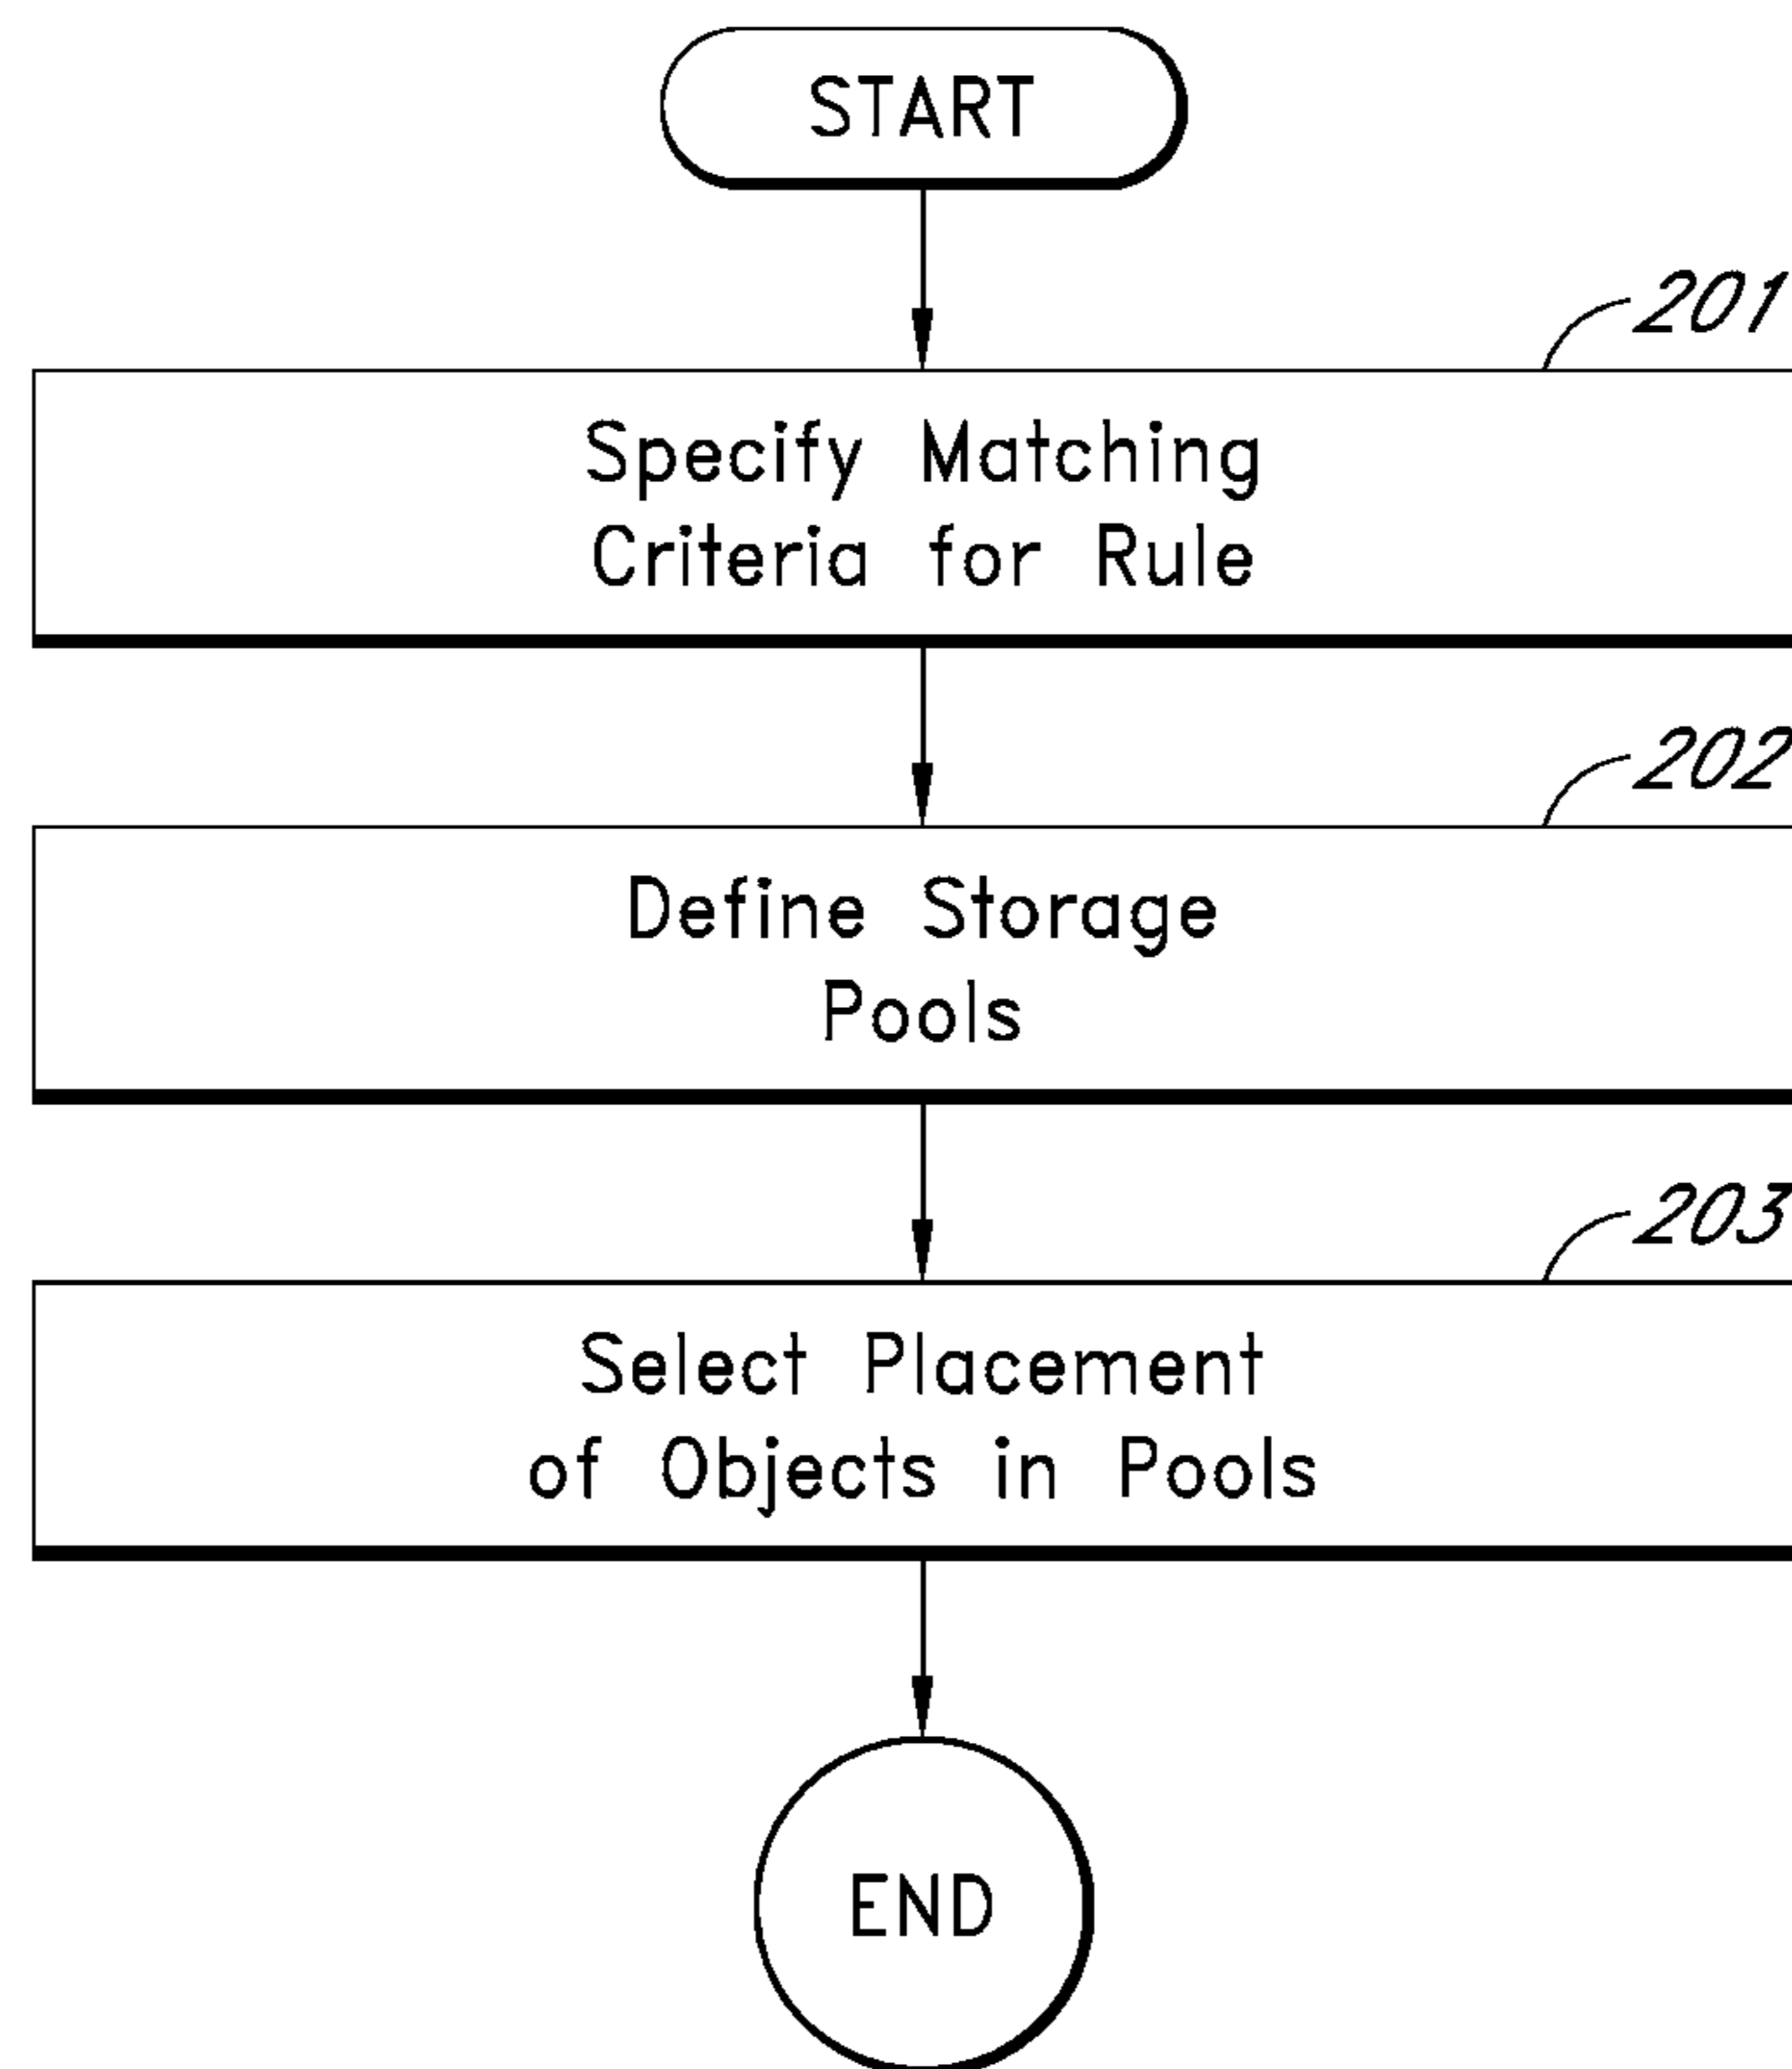 START
201
Specify Matching
Criteria for Rule
202
Define Storage
Pools
203
Select Placement
of Objects in Pools
END